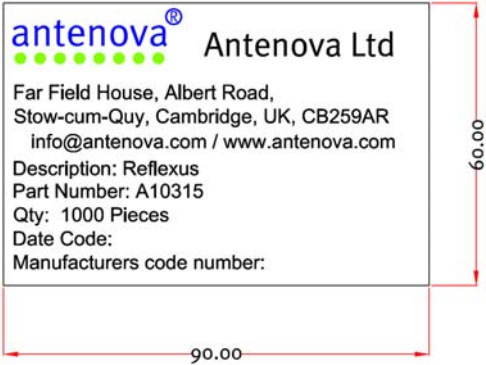 antenova® Antenova Ltd
Far Field House, Albert Road,
Stow-cum-Quy, Cambridge, UK, CB259AR
info@antenova.com / www.antenova.com
Description: Reflexus
Part Number: A10315
Qty: 1000 Pieces
Date Code:
Manufacturers code number:
60.00
90.00